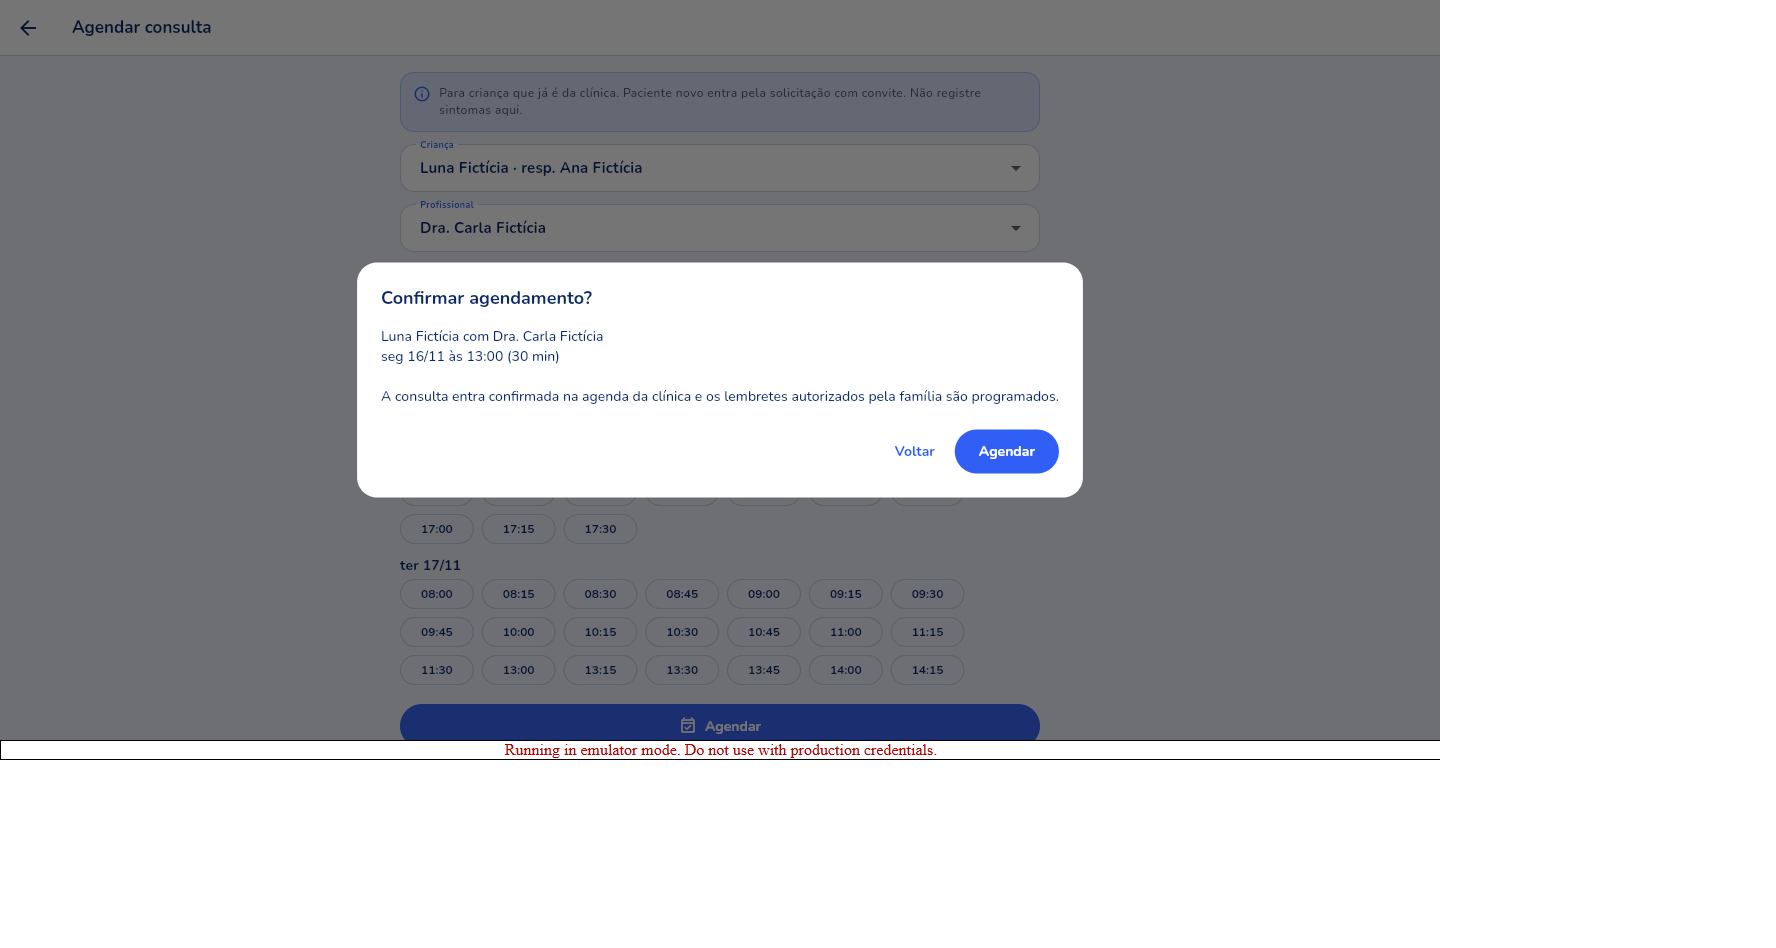 Agendar consulta
Para criança que já é da clínica. Paciente novo entra pela solicitação com convite. Não registre
sintomas aqui.
Criança
Luna Fictícia · resp. Ana Fictícia
Profissional
Dra. Carla Fictícia
Confirmar agendamento?
Luna Fictícia com Dra. Carla Fictícia
seg 16/11 às 13:00 (30 min)
A consulta entra confirmada na agenda da clínica e os lembretes autorizados pela família são programados.
Voltar Agendar
17:00 17:15 17:30
ter 17/11
08:00 08:15 08:30 08:45 09:00 09:15 09:30
09:45 10:00 10:15 10:30 10:45 11:00 11:15
11:30 13:00 13:15 13:30 13:45 14:00 14:15
Agendar
Running in emulator mode. Do not use with production credentials.